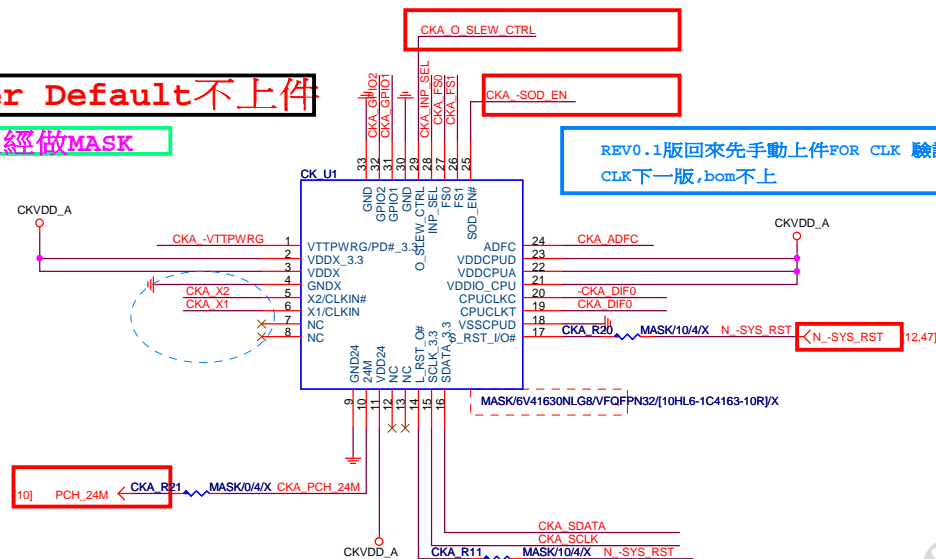 CKA_O_SLEW_CTRL
er Default不上件
經做MASK
CKA_GPIO2
CKA_GPIO1
CKA_INP_SEL
CKA_FS0
CKA_FS1
CKA_-SOD_EN
REV0.1版回來先手動上件FOR CLK 驗
CLK下一版,bom不上
33
32
31
30
29
28
27
26
25
CK_U1
GND
GPIO2
GPIO1
GND
O_SLEW_CTRL
INP_SEL
FS0
FS1
SOD_EN#
CKVDD_A
CKVDD_A
CKA_-VTTPWRG
1 VTTPWRG/PD#_3.3
2 VDDX_3.3
3 VDDX
4 GNDX
CKA_X2 5 X2/CLKIN#
CKA_X1 6 X1/CLKIN
7 NC
8 NC
ADFC 24 CKA_ADFC
VDDCPUD 23
VDDCPUA 22
VDDIO_CPU 21
CPUCLKC 20 -CKA_DIF0
CPUCLKT 19 CKA_DIF0
VSSCPUD 18
S_RST_I/O# 17 CKA_R20 MASK/10/4/X N_-SYS_RST N_-SYS_RST [12,47]
GND24
24M
VDD24
NC
NC
L_RST_O#
SCLK_3.3
SDATA_3.3
9
10
11
12
13
14
15
16
MASK/6V41630NLG8/VFQFPN32/[10HL6-1C4163-10R]/X
10] PCH_24M CKA_R21 MASK/0/4/X CKA_PCH_24M
CKA_SDATA
CKA_SCLK
CKVDD_A CKA_R11 MASK/10/4/X N_-SYS_RST